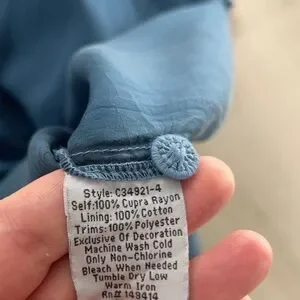 Style: C34921-4
Self:100% Cupra Rayon
Lining: 100% Cotton
Trims: 100% Polyester
Exclusive Of Decoration
Machine Wash Cold
Only Non-Chlorine
Bleach When Needed
Tumble Dry Low
Warm Iron
Rn# 149414